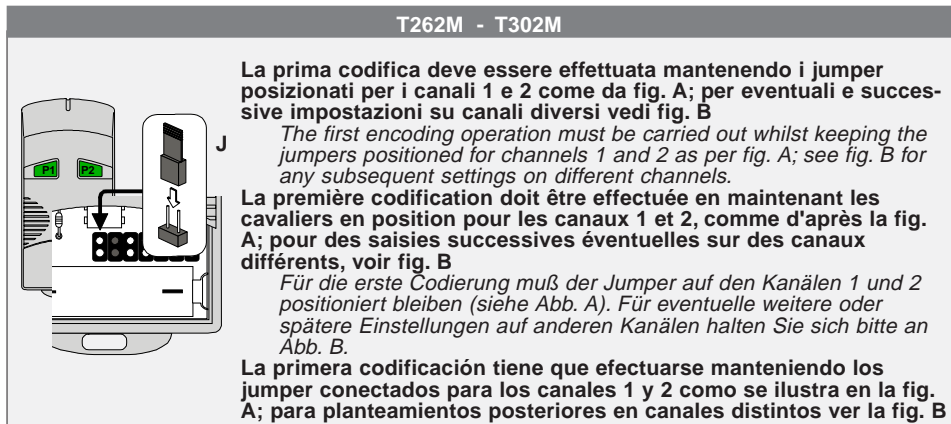 T262M - T302M
P1 P2
J
La prima codifica deve essere effettuata mantenendo i jumper
posizionati per i canali 1 e 2 come da fig. A; per eventuali e succes-
sive impostazioni su canali diversi vedi fig. B
The first encoding operation must be carried out whilst keeping the
jumpers positioned for channels 1 and 2 as per fig. A; see fig. B for
any subsequent settings on different channels.
La première codification doit être effectuée en maintenant les
cavaliers en position pour les canaux 1 et 2, comme d'après la fig.
A; pour des saisies successives éventuelles sur des canaux
différents, voir fig. B
Für die erste Codierung muß der Jumper auf den Kanälen 1 und 2
positioniert bleiben (siehe Abb. A). Für eventuelle weitere oder
spätere Einstellungen auf anderen Kanälen halten Sie sich bitte an
Abb. B.
La primera codificación tiene que efectuarse manteniendo los
jumper conectados para los canales 1 y 2 como se ilustra en la fig.
A; para planteamientos posteriores en canales distintos ver la fig. B